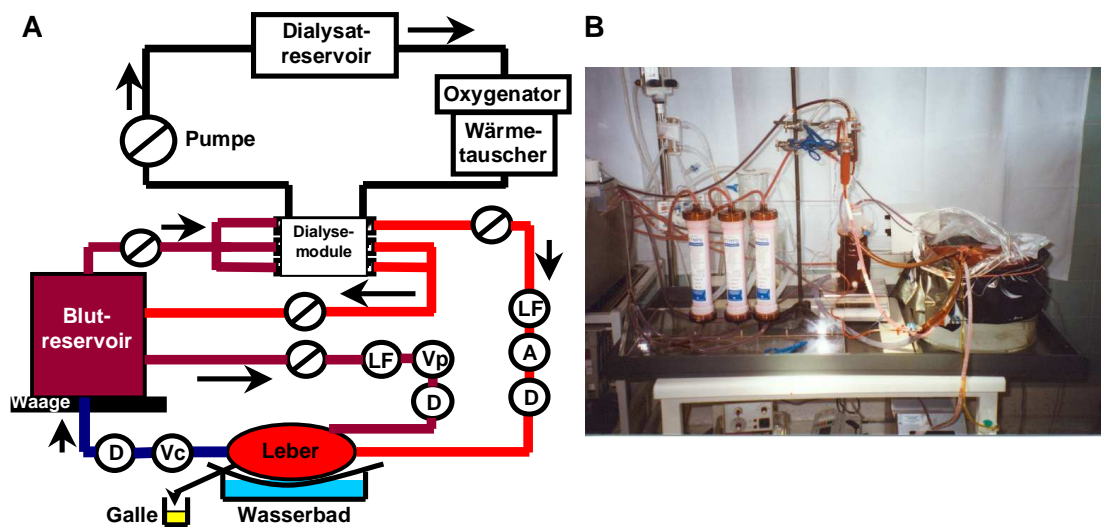 A
B
Dialysat-
reservoir
Oxygenator
Wärme-
tauscher
Pumpe
Dialyse-
module
Blut-
reservoir
LF
A
D
LF
Vp
D
Waage
D
Vc
Leber
Galle
Wasserbad